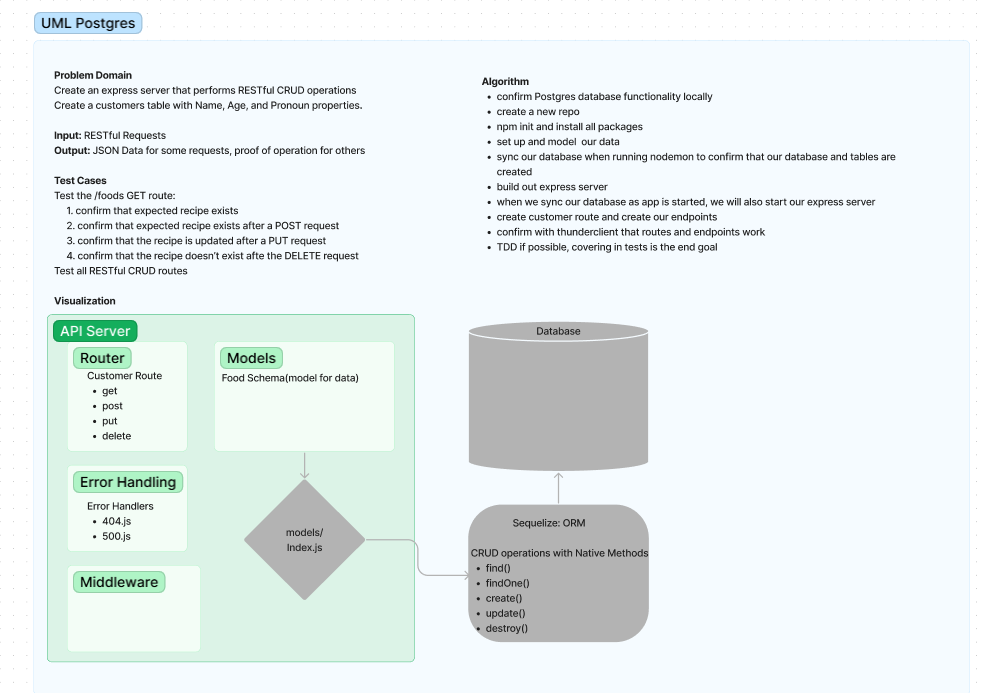 UML Postgres
Problem Domain
Create an express server that performs RESTful CRUD operations
Create a customers table with Name, Age, and Pronoun properties.
Input: RESTful Requests
Output: JSON Data for some requests, proof of operation for others
Test Cases
Test the /foods GET route:
1. confirm that expected recipe exists
2. confirm that expected recipe exists after a POST request
3. confirm that the recipe is updated after a PUT request
4. confirm that the recipe doesn't exist afte the DELETE request
Test all RESTful CRUD routes
Visualization
Algorithm
• confirm Postgres database functionality locally
• create a new repo
• npm init and install all packages
• set up and model our data
• sync our database when running nodemon to confirm that our database and tables are
created
• build out express server
• when we sync our database as app is started, we will also start our express server
• create customer route and create our endpoints
• confirm with thunderclient that routes and endpoints work
• TDD if possible, covering in tests is the end goal
API Server
Router
Customer Route
• get
• post
• put
• delete
Models
Food Schema(model for data)
Error Handling
Error Handlers
• 404.js
• 500.js
Middleware
models/
Index.js
Database
Sequelize: ORM
CRUD operations with Native Methods
• find()
• findOne()
• create()
• update()
• destroy()